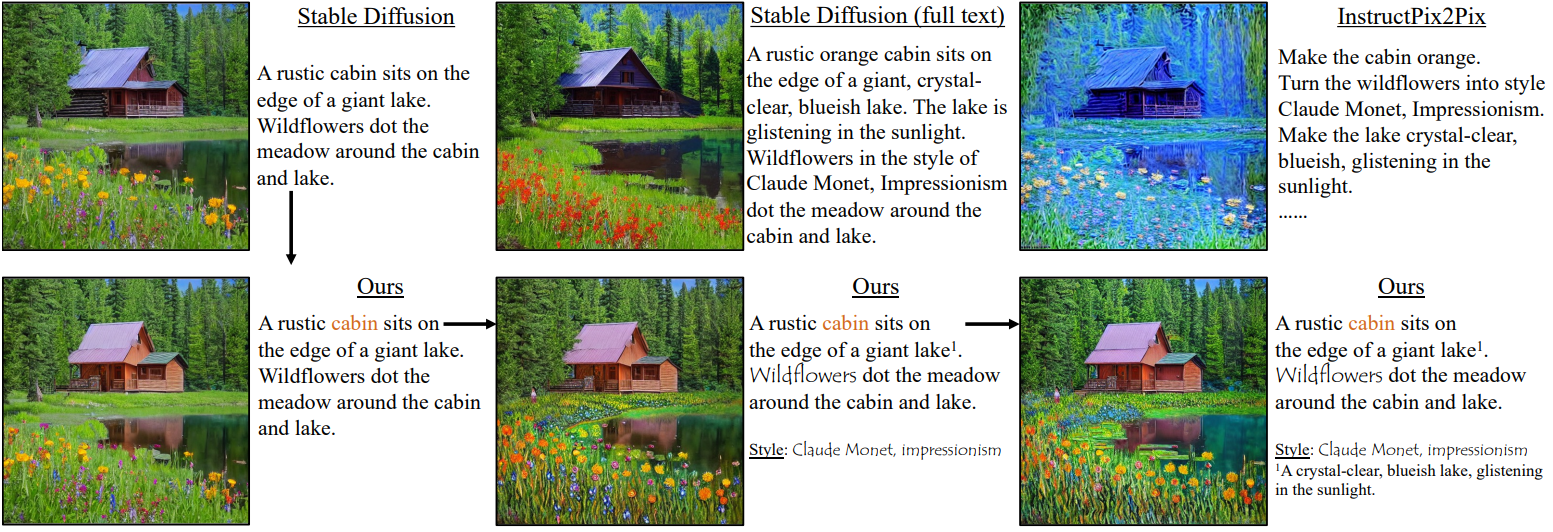 Stable Diffusion
A rustic cabin sits on the
edge of a giant lake.
Wildflowers dot the
meadow around the cabin
and lake.
Stable Diffusion (full text)
A rustic orange cabin sits on
the edge of a giant, crystal-
clear, blueish lake. The lake is
glistening in the sunlight.
Wildflowers in the style of
Claude Monet, Impressionism
dot the meadow around the
cabin and lake.
InstructPix2Pix
Make the cabin orange.
Turn the wildflowers into style
Claude Monet, Impressionism.
Make the lake crystal-clear,
blueish, glistening in the
sunlight.
......
Ours
A rustic cabin sits on
the edge of a giant lake.
Wildflowers dot the
meadow around the cabin
and lake.
Ours
A rustic cabin sits on
the edge of a giant lake¹.
Wildflowers dot the meadow
around the cabin and lake.
Style: Claude Monet, impressionism
Ours
A rustic cabin sits on
the edge of a giant lake¹.
Wildflowers dot the meadow
around the cabin and lake.
Style: Claude Monet, impressionism
¹A crystal-clear, blueish lake, glistening
in the sunlight.